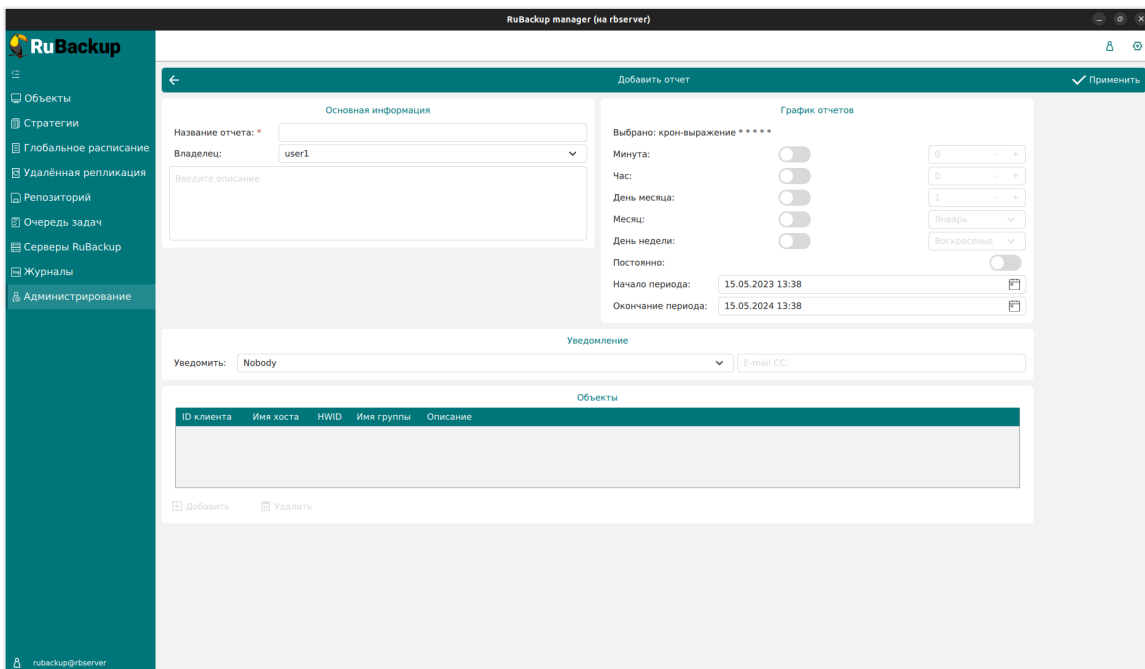 RuBackup manager (на rbserver)
RuBackup
Объекты
Стратегии
Глобальное расписание
Удалённая репликация
Репозиторий
Очередь задач
Серверы RuBackup
Журналы
Администрирование
rubackup@rbserver
Добавить отчет
Применить
Основная информация
Название отчета: *
Владелец: user1
Введите описание
График отчетов
Выбрано: крон-выражение * * * * *
Минута: 0 - +
Час: 0 - +
День месяца: 1 - +
Месяц: Январь
День недели: Воскресенье
Постоянно:
Начало периода: 15.05.2023 13:38
Окончание периода: 15.05.2024 13:38
Уведомление
Уведомить: Nobody E-mail CC:
Объекты
ID клиента Имя хоста HWID Имя группы Описание
Добавить Удалить